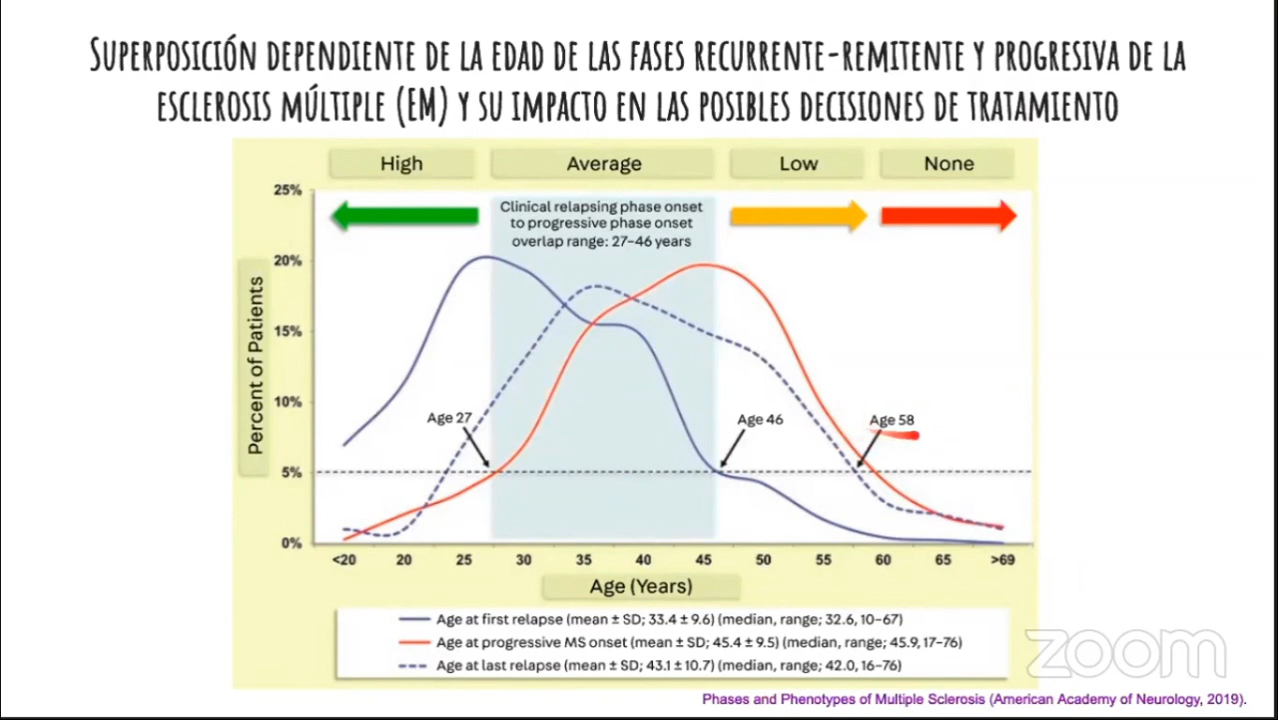 SUPERPOSICIÓN DEPENDIENTE DE LA EDAD DE LAS FASES RECURRENTE-REMITENTE Y PROGRESIVA DE LA
ESCLEROSIS MÚLTIPLE (EM) Y SU IMPACTO EN LAS POSIBLES DECISIONES DE TRATAMIENTO
High Average Low None
Clinical relapsing phase onset
to progressive phase onset
overlap range: 27–46 years
Percent of Patients
25%
20%
15%
10%
5%
0%
Age 27
Age 46
Age 58
<20 20 25 30 35 40 45 50 55 60 65 >69
Age (Years)
Age at first relapse (mean ± SD; 33.4 ± 9.6) (median, range; 32.6, 10–67)
Age at progressive MS onset (mean ± SD; 45.4 ± 9.5) (median, range; 45.9, 17–76)
Age at last relapse (mean ± SD; 43.1 ± 10.7) (median, range; 42.0, 16–76)
zoom
Phases and Phenotypes of Multiple Sclerosis (American Academy of Neurology, 2019).